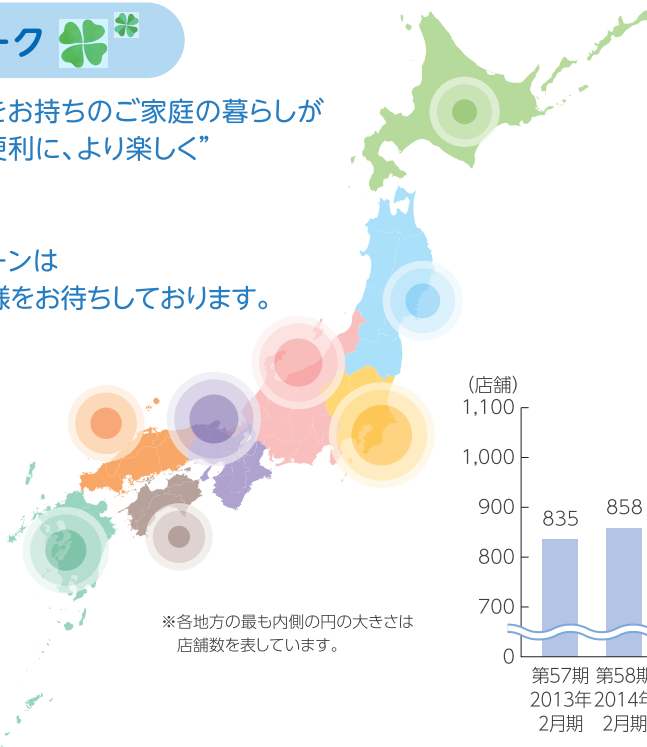 ーク
をお持ちのご家庭の暮らしが
便利に、より楽しく”
ーンは
様をお待ちしております。
(店舗)
1,100
1,000
900
800
700
0
835
858
※各地方の最も内側の円の大きさは
店舗数を表しています。
第57期 第58期
2013年 2014年
2月期 2月期